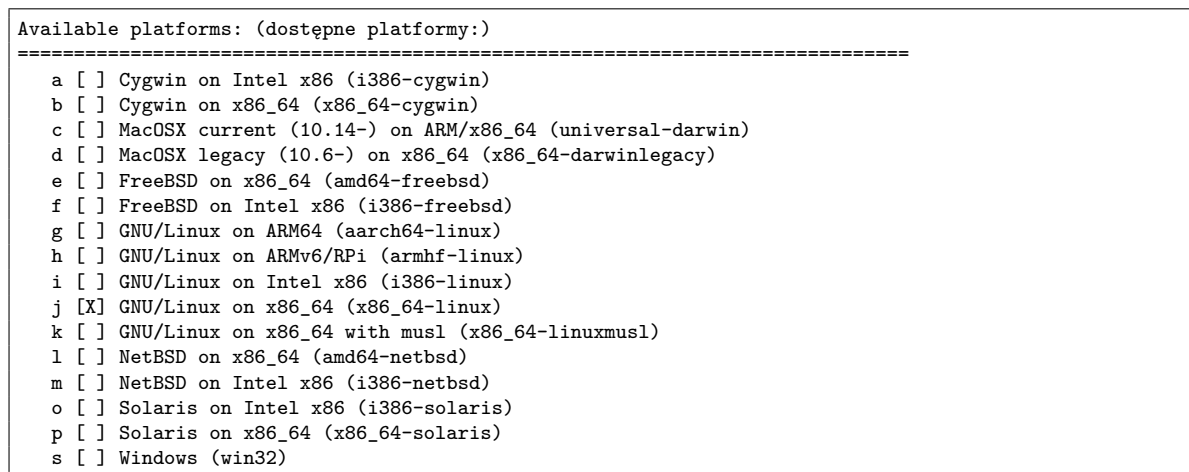 Available platforms: (dostępne platformy:)
===============================================================================
a [ ] Cygwin on Intel x86 (i386-cygwin)
b [ ] Cygwin on x86_64 (x86_64-cygwin)
c [ ] MacOSX current (10.14-) on ARM/x86_64 (universal-darwin)
d [ ] MacOSX legacy (10.6-) on x86_64 (x86_64-darwinlegacy)
e [ ] FreeBSD on x86_64 (amd64-freebsd)
f [ ] FreeBSD on Intel x86 (i386-freebsd)
g [ ] GNU/Linux on ARM64 (aarch64-linux)
h [ ] GNU/Linux on ARMv6/RPi (armhf-linux)
i [ ] GNU/Linux on Intel x86 (i386-linux)
j [X] GNU/Linux on x86_64 (x86_64-linux)
k [ ] GNU/Linux on x86_64 with musl (x86_64-linuxmusl)
l [ ] NetBSD on x86_64 (amd64-netbsd)
m [ ] NetBSD on Intel x86 (i386-netbsd)
o [ ] Solaris on Intel x86 (i386-solaris)
p [ ] Solaris on x86_64 (x86_64-solaris)
s [ ] Windows (win32)